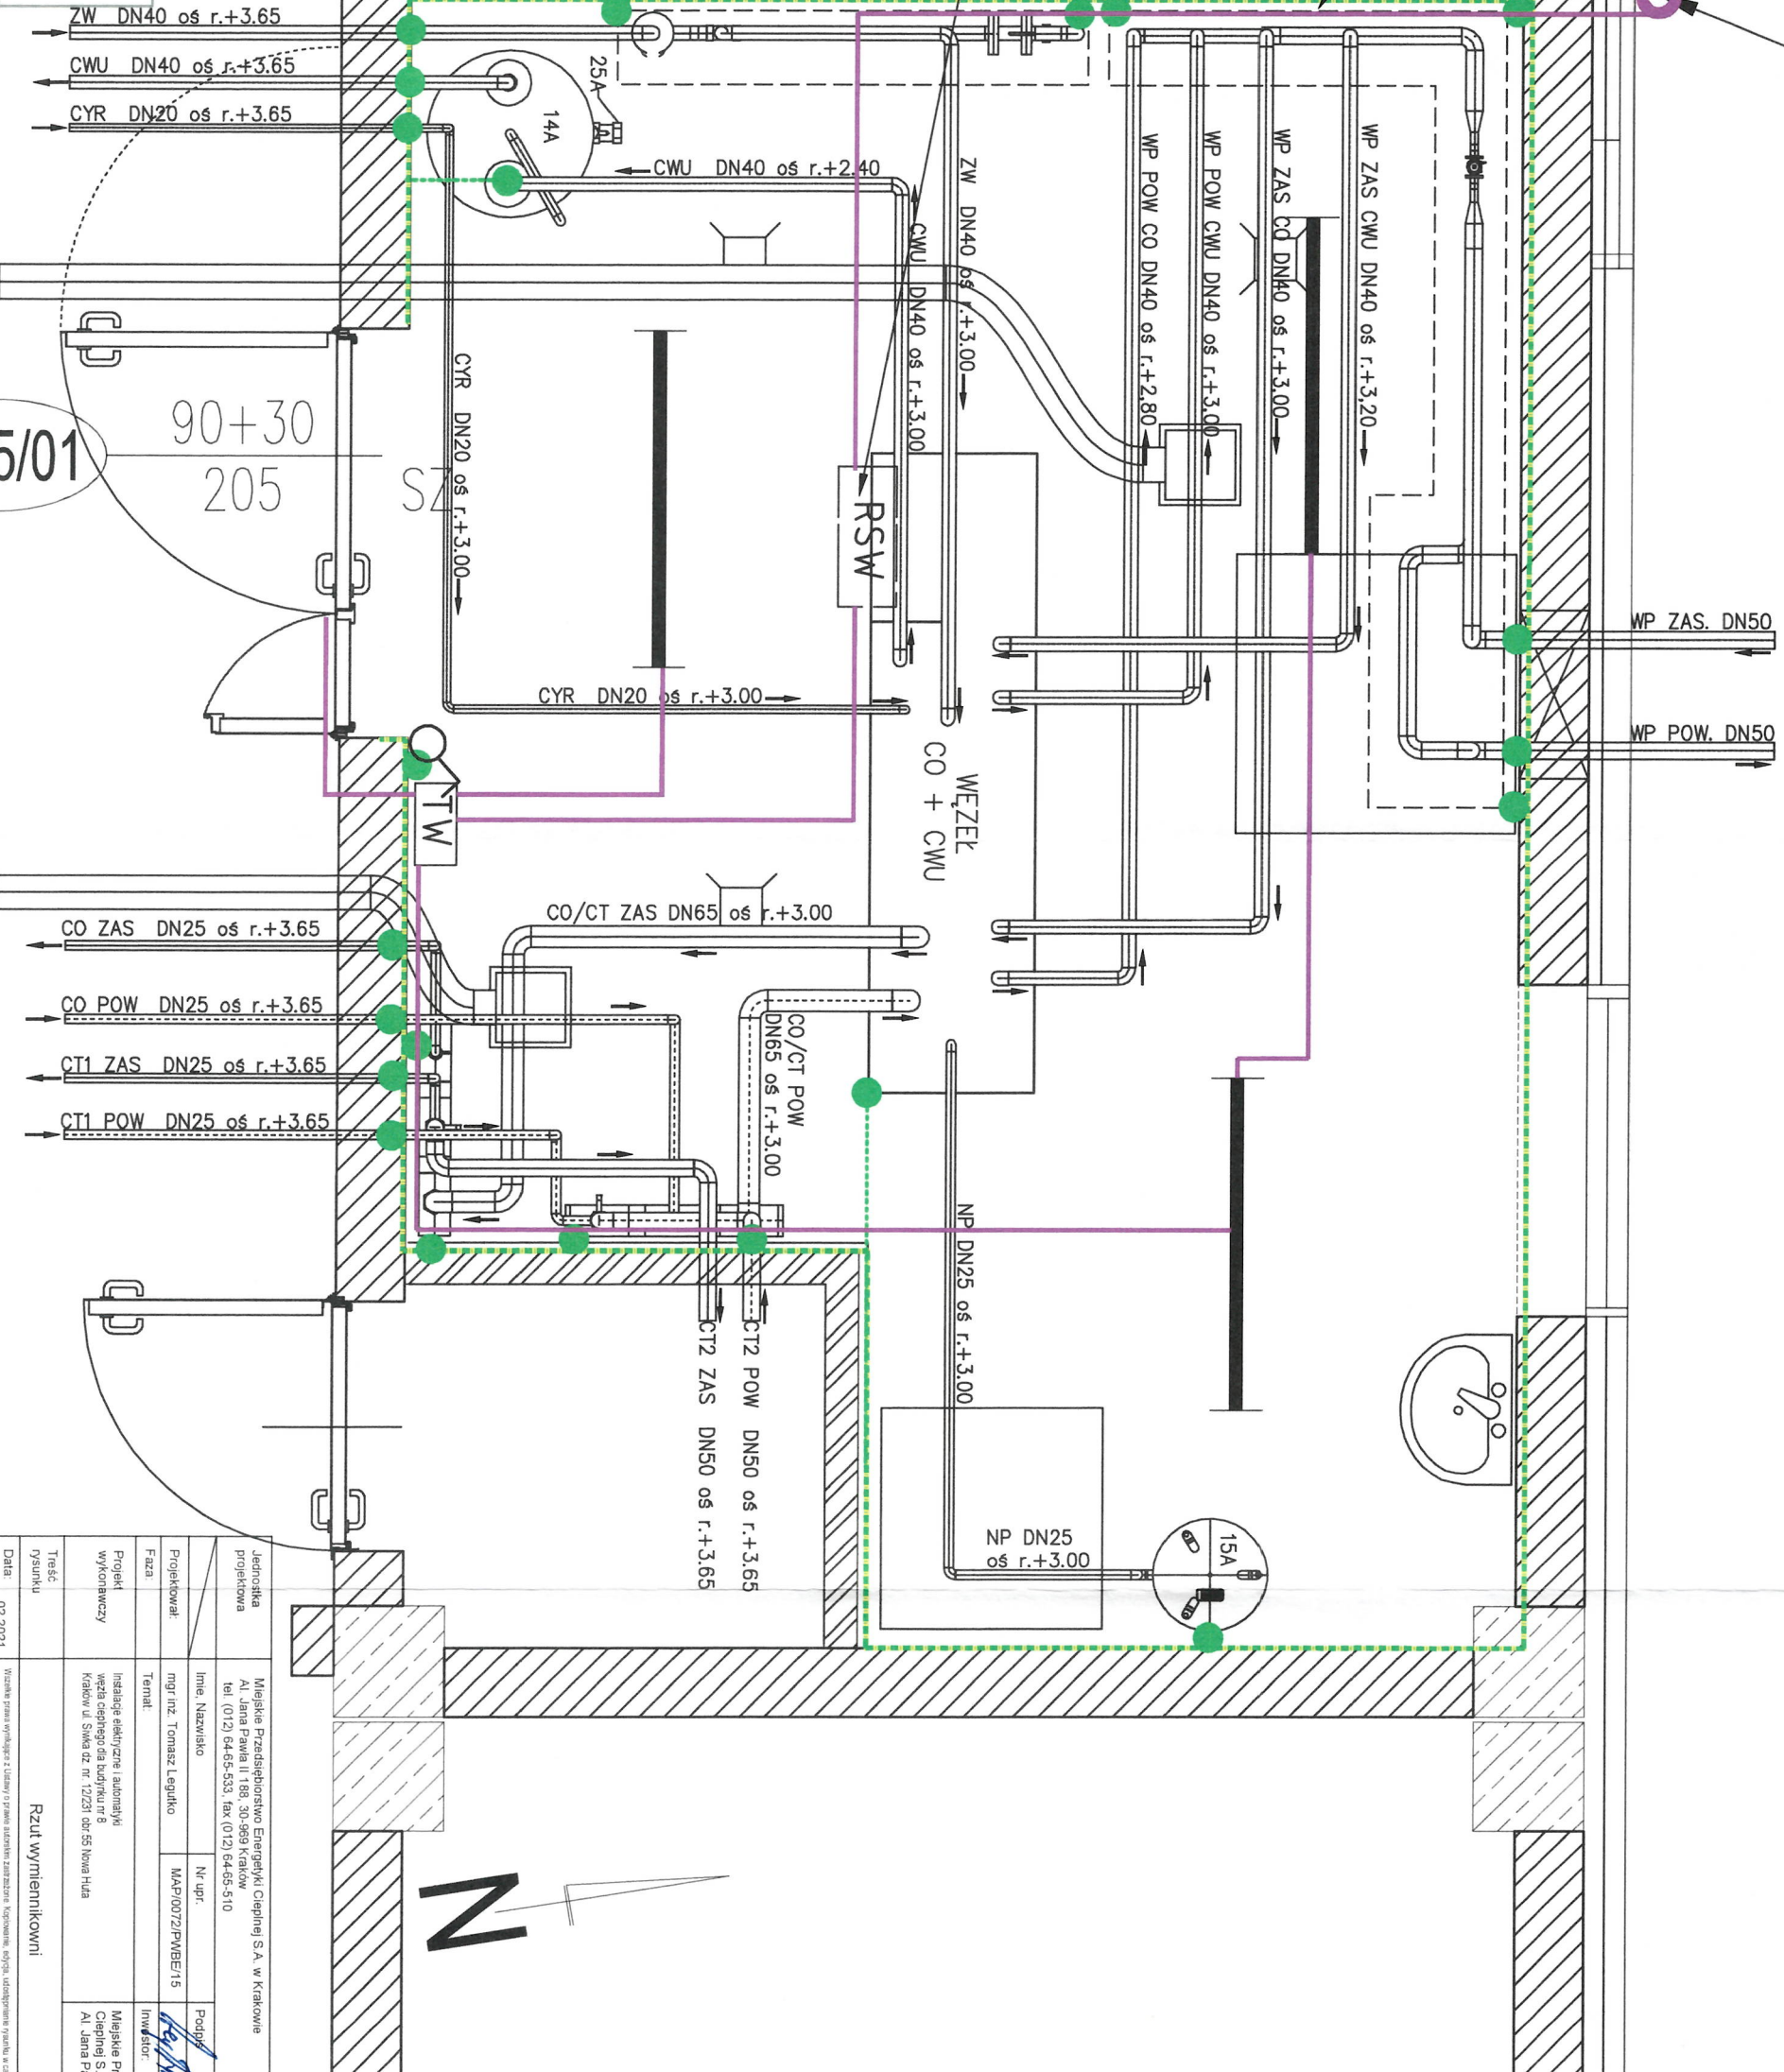 ZW DN40 oś r.+3.65
CWU DN40 oś r.+3.65
CYR DN20 oś r.+3.65
25A
14A
CWU DN40 oś r.+2.40
CWU DN40 oś r.+3.00
ZW DN40 oś r.+3.00
WP POW CO DN40 oś r.+2,80
WP POW CWU DN40 oś r.+3,00
WP ZAS CO DN40 oś r.+3.00
WP ZAS CWU DN40 oś r.+3,20
5/01
90+30
205
SZ
CYR DN20 oś r.+3.00
RSW
WP ZAS. DN50
WP POW. DN50
CYR DN20 oś r.+3.00
TW
WĘZEŁ
CO + CWU
CO/CT ZAS DN65 oś r.+3.00
CO ZAS DN25 oś r.+3.65
CO POW DN25 oś r.+3.65
CT1 ZAS DN25 oś r.+3.65
CT1 POW DN25 oś r.+3.65
CO/CT POW
DN65 oś r.+3.00
NP DN25 oś r.+3.00
CT2 ZAS DN50 oś r.+3.65
CT2 POW DN50 oś r.+3.65
NP DN25
oś r.+3.00
15A
N
Jednostka
projektowa
Miejskie Przedsiębiorstwo Energetyki Cieplnej S.A. w Krakowie
Al. Jana Pawła II 188, 30-969 Kraków
tel. (012) 64-65-533, fax (012) 64-65-510
Imie, Nazwisko
Nr upr.
Podpis
Projektował:
mgr inż. Tomasz Legutko
MAP/0072/PWBE/15
Faza:
Temat:
Inwestor:
Projekt
wykonawczy
Instalacje elektryczne i automatyki
węzła cieplnego dla budynku nr 8
Kraków ul. Siwka dz. nr. 12/231 obr.55 Nowa Huta
Miejskie Pr
Cieplnej S.
Al. Jana Pa
Treść
rysunku
Rzut wymiennikowni
Data:
02.2021